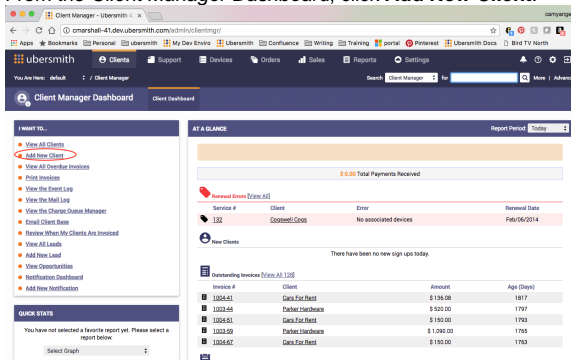 From the Client Manager Dashboard, click Add New Client.
Client Manager - Ubersmith 4
camyange
omarshall-41.dev.ubersmith.com/admin/clientmgr/
Apps Bookmarks Personal ubersmith My Dev Enviro Ubersmith Confluence Writing Training portal Pinterest Ubersmith Docs Bird TV North
ubersmith Clients Support Devices Orders Sales Reports Settings
You Are Here: default / Client Manager Search Client Manager for More | Advanc
Client Manager Dashboard Client Dashboard
I WANT TO...
View All Clients
Add New Client
View All Overdue Invoices
Print Invoices
View the Event Log
View the Mail Log
View the Charge Queue Manager
Email Client Base
Review When My Clients Are Invoiced
View All Leads
Add New Lead
View Opportunities
Notification Dashboard
Add New Notification
QUICK STATS
You have not selected a favorite report yet. Please select a
report below.
Select Graph
AT A GLANCE Report Period: Today
$ 0.00 Total Payments Received
Renewal Errors [View All]
Service # Client Error Renewal Date
132 Cogswell Cogs No associated devices Feb/06/2014
New Clients
There have been no new sign ups today.
Outstanding Invoices [View All 128]
Invoice # Client Amount Age (Days)
1004-41 Cars For Rent $ 136.08 1817
1003-44 Parker Hardware $ 520.00 1797
1004-51 Cars For Rent $ 150.00 1793
1003-59 Parker Hardware $ 1,090.00 1765
1004-67 Cars For Rent $ 150.00 1763